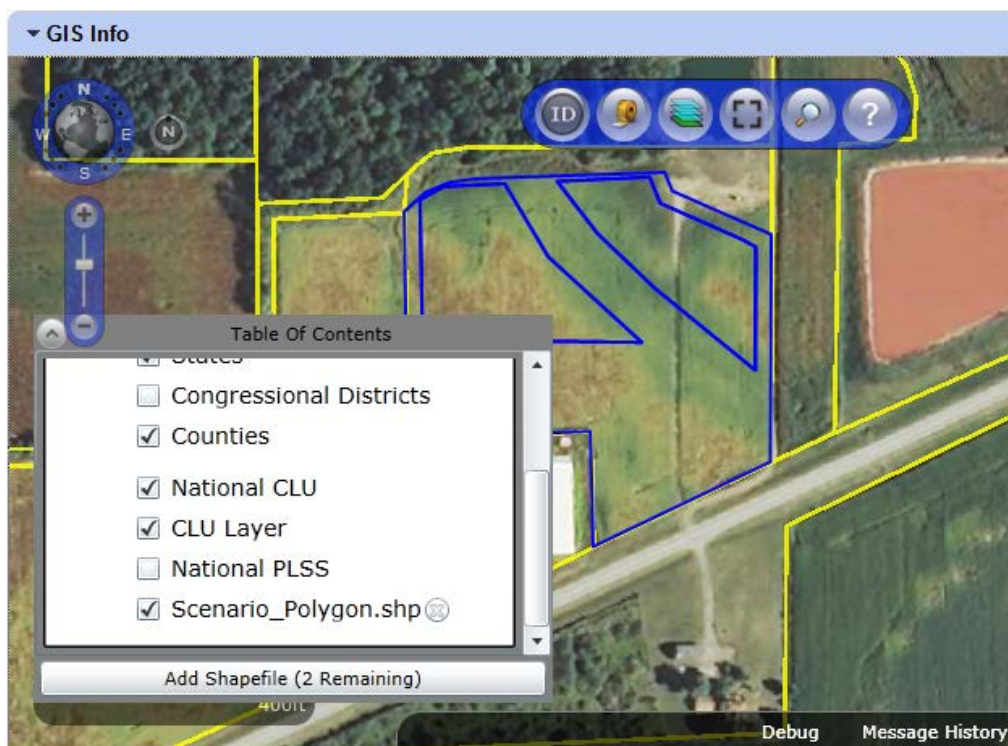 GIS Info
N
W
E
S
N
ID
?
Table Of Contents
States
Congressional Districts
Counties
National CLU
CLU Layer
National PLSS
Scenario_Polygon.shp
Add Shapefile (2 Remaining)
400ft
Debug
Message History